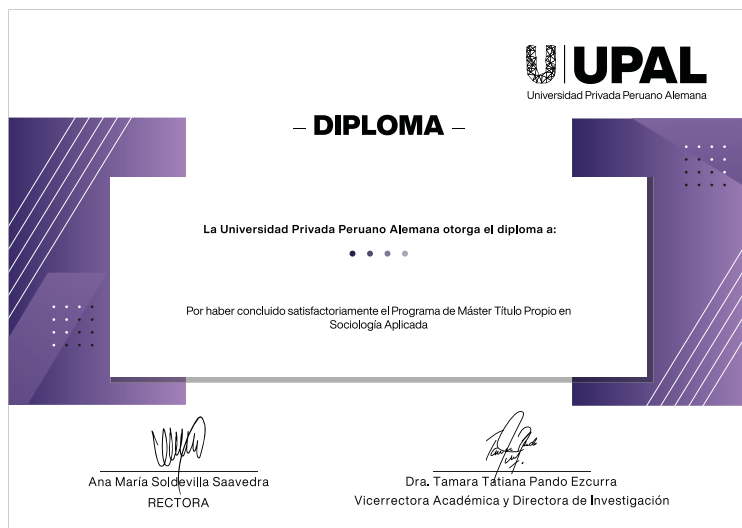 UPAL
Universidad Privada Peruano Alemana
– DIPLOMA –
La Universidad Privada Peruano Alemana otorga el diploma a:
Por haber concluido satisfactoriamente el Programa de Máster Título Propio en
Sociología Aplicada
Ana María Soldevilla Saavedra
RECTORA
Dra. Tamara Tatiana Pando Ezcurra
Vicerrectora Académica y Directora de Investigación